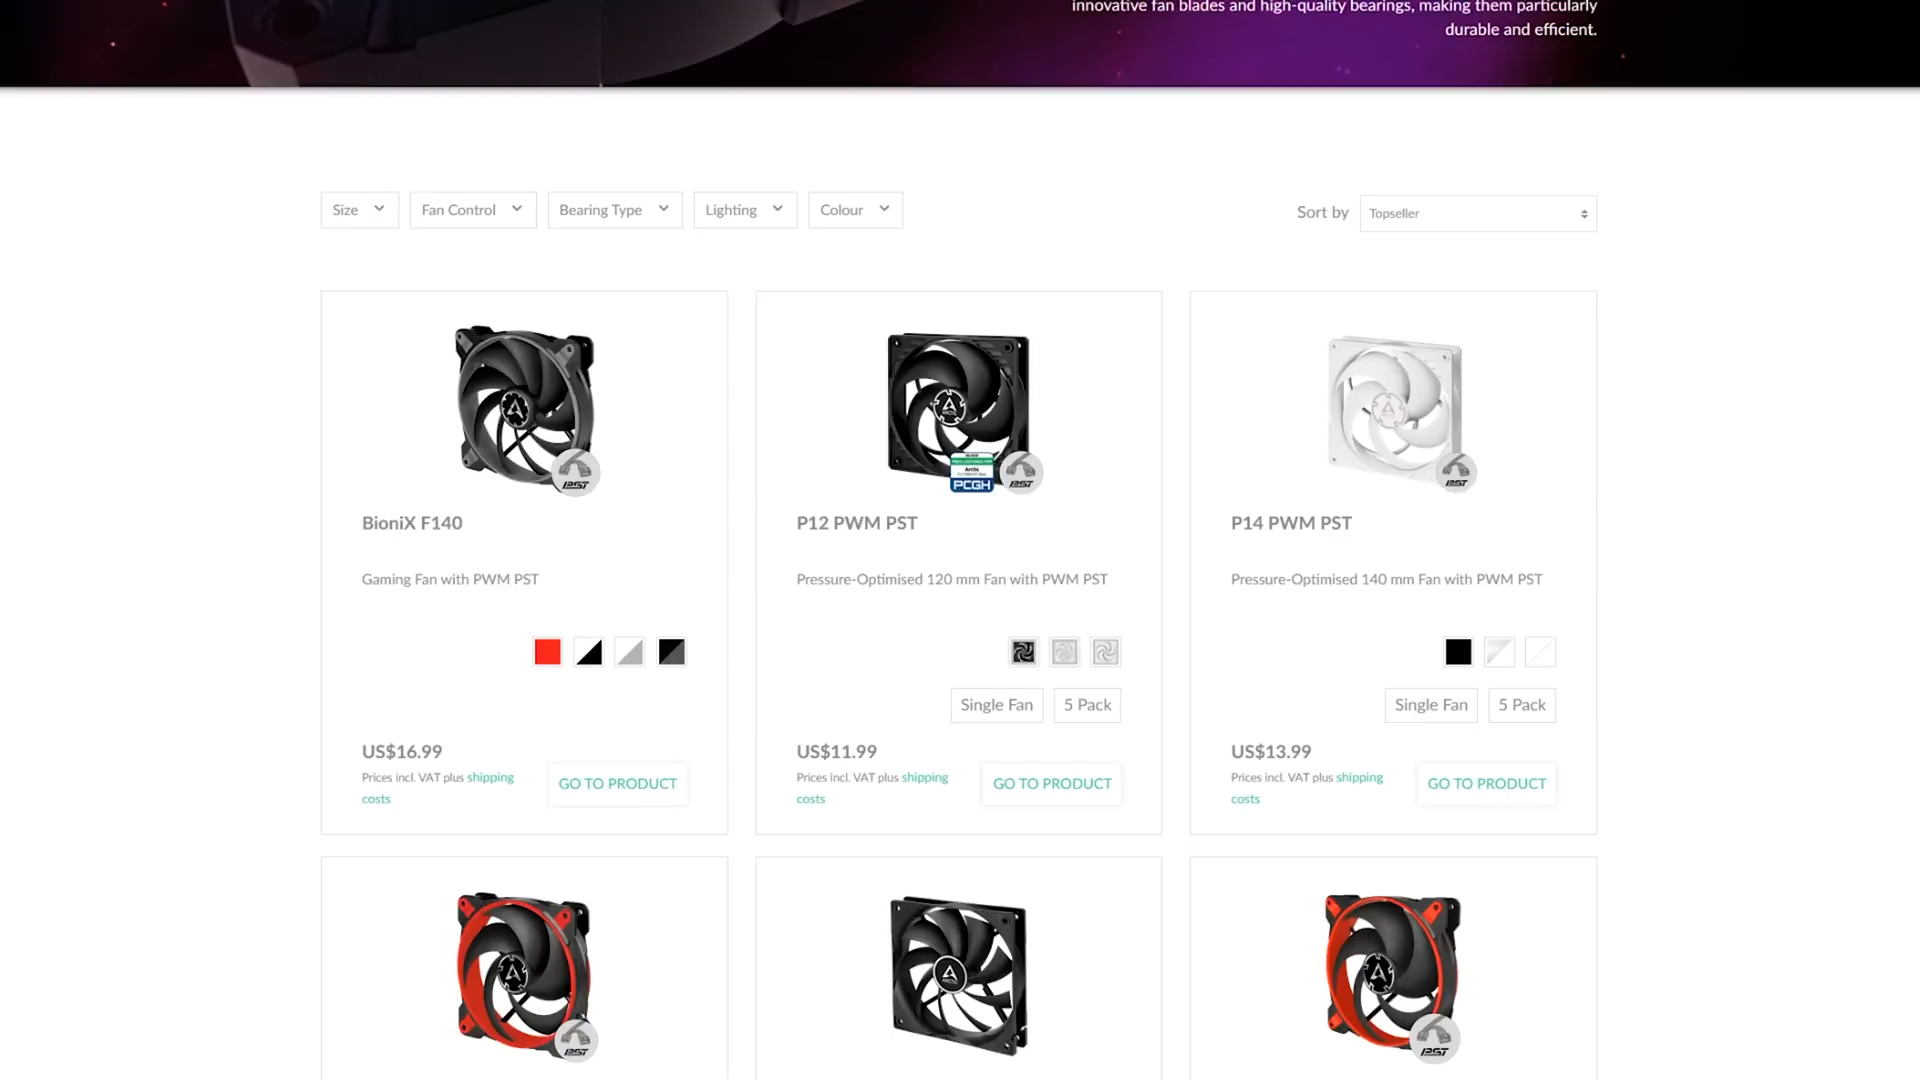 innovative fan blades and high-quality bearings, making them particularly
durable and efficient.
Size
Fan Control
Bearing Type
Lighting
Colour
Sort by
Topseller
ARCTIC
Arctic
PCGH
PST
PST
PST
BioniX F140
P12 PWM PST
P14 PWM PST
Gaming Fan with PWM PST
Pressure-Optimised 120 mm Fan with PWM PST
Pressure-Optimised 140 mm Fan with PWM PST
Single Fan
5 Pack
Single Fan
5 Pack
US$16.99
Prices incl. VAT plus shipping
costs
GO TO PRODUCT
US$11.99
Prices incl. VAT plus shipping
costs
GO TO PRODUCT
US$13.99
Prices incl. VAT plus shipping
costs
GO TO PRODUCT
ARCTIC
PST
PST